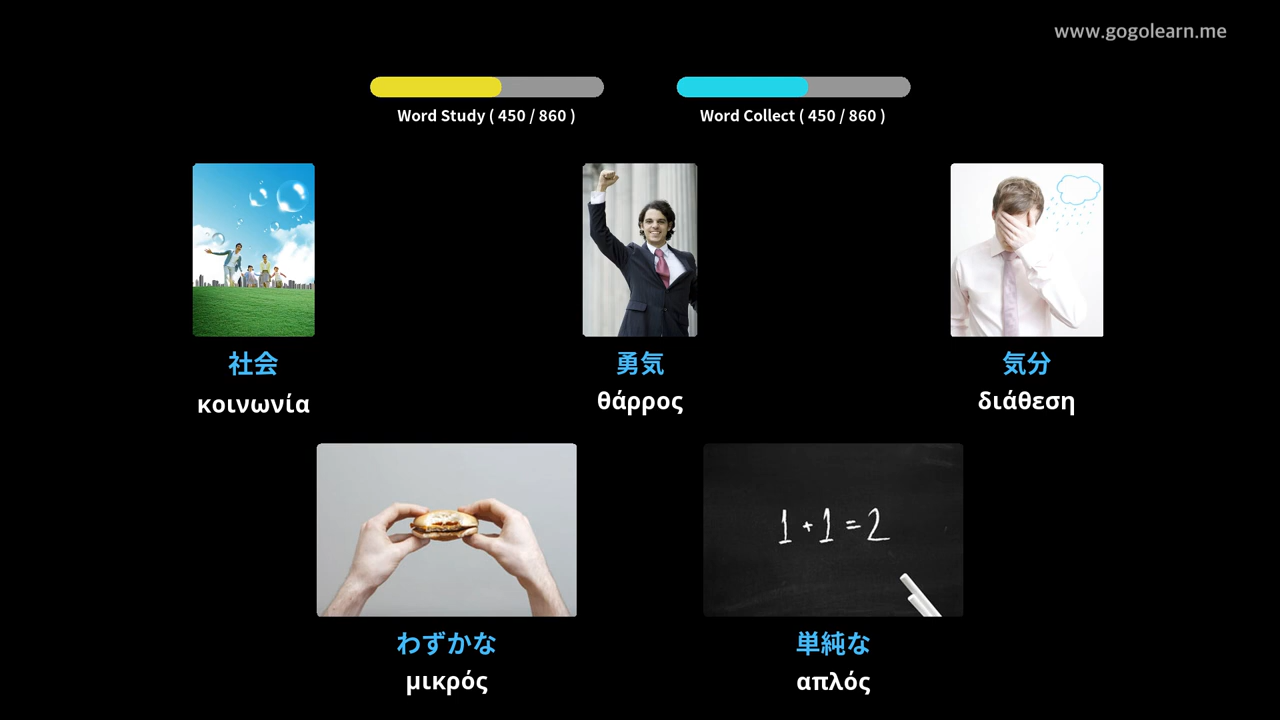 www.gogolearn.me
Word Study ( 450 / 860 )
Word Collect ( 450 / 860 )
社会
κοινωνία
勇気
θάρρος
気分
διάθεση
1 + 1 = 2
わずかな
μικρός
単純な
απλός